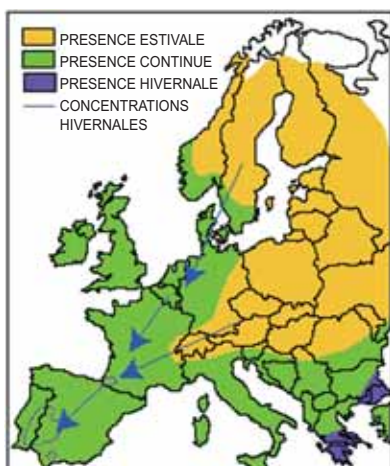 PRESENCE ESTIVALE
PRESENCE CONTINUE
PRESENCE HIVERNALE
CONCENTRATIONS
HIVERNALES